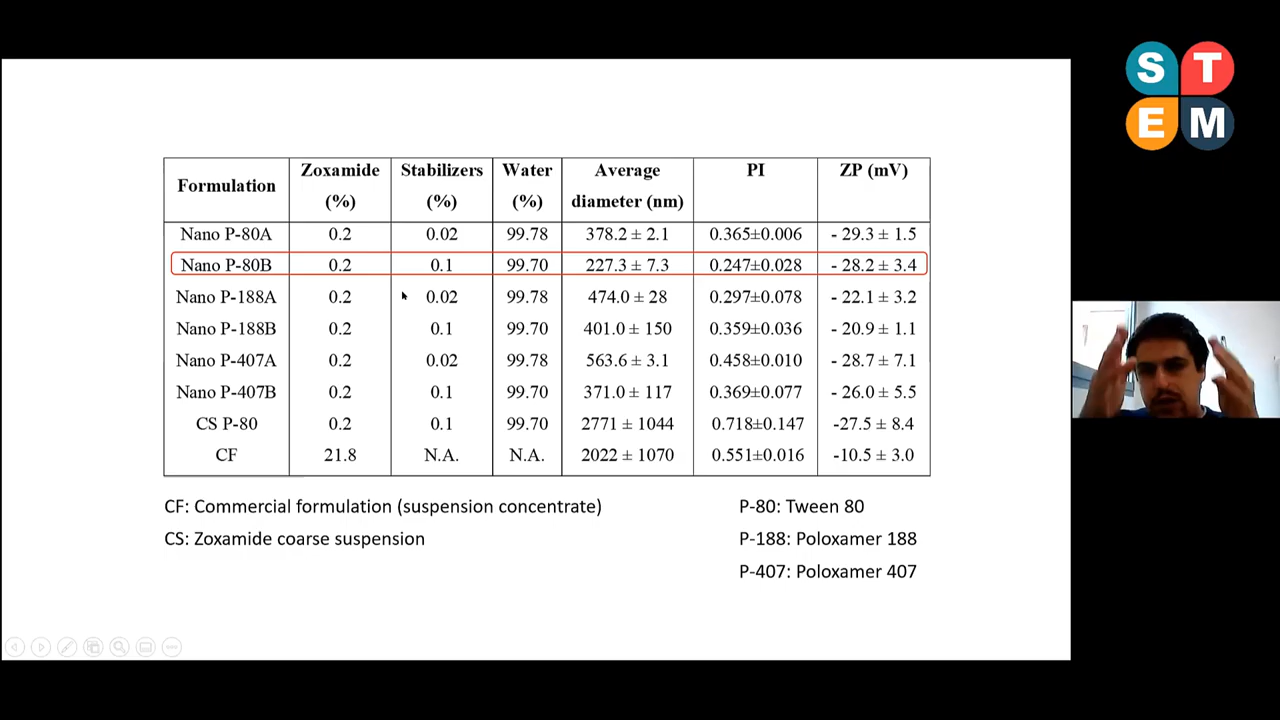 S T
E M
Formulation Zoxamide (%) Stabilizers (%) Water (%) Average diameter (nm) PI ZP (mV)
Nano P-80A 0.2 0.02 99.78 378.2 ± 2.1 0.365±0.006 - 29.3 ± 1.5
Nano P-80B 0.2 0.1 99.70 227.3 ± 7.3 0.247±0.028 - 28.2 ± 3.4
Nano P-188A 0.2 0.02 99.78 474.0 ± 28 0.297±0.078 - 22.1 ± 3.2
Nano P-188B 0.2 0.1 99.70 401.0 ± 150 0.359±0.036 - 20.9 ± 1.1
Nano P-407A 0.2 0.02 99.78 563.6 ± 3.1 0.458±0.010 - 28.7 ± 7.1
Nano P-407B 0.2 0.1 99.70 371.0 ± 117 0.369±0.077 - 26.0 ± 5.5
CS P-80 0.2 0.1 99.70 2771 ± 1044 0.718±0.147 -27.5 ± 8.4
CF 21.8 N.A. N.A. 2022 ± 1070 0.551±0.016 -10.5 ± 3.0
CF: Commercial formulation (suspension concentrate)
CS: Zoxamide coarse suspension
P-80: Tween 80
P-188: Poloxamer 188
P-407: Poloxamer 407